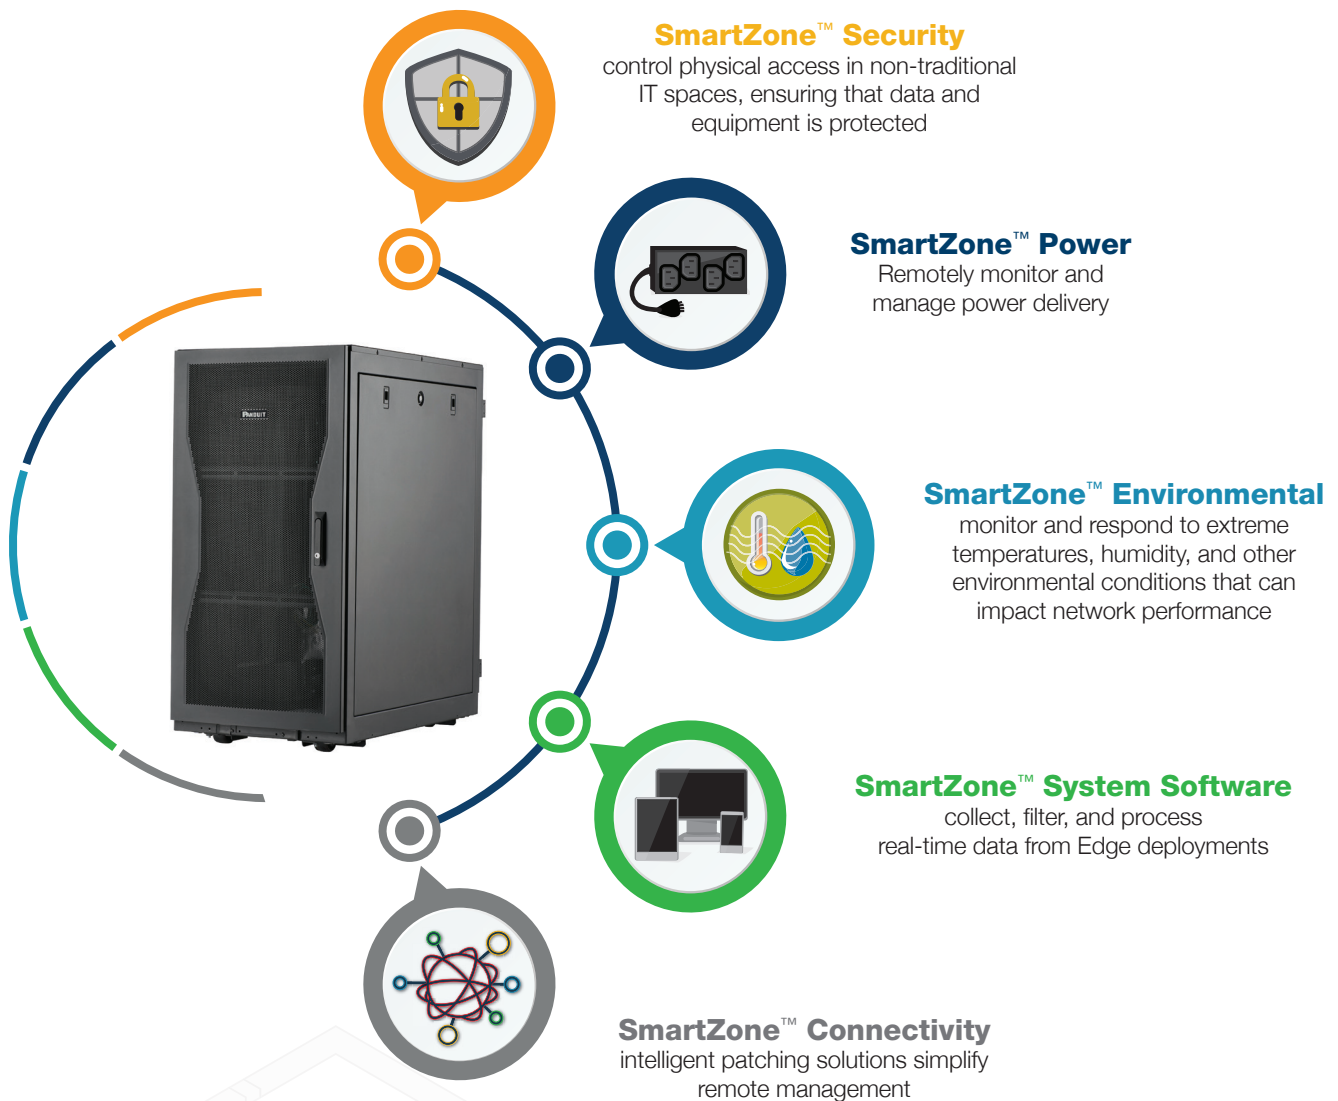 SmartZone™ Security
control physical access in non-traditional
IT spaces, ensuring that data and
equipment is protected
SmartZone™ Power
Remotely monitor and
manage power delivery
PANDUIT
SmartZone™ Environmental
monitor and respond to extreme
temperatures, humidity, and other
environmental conditions that can
impact network performance
SmartZone™ System Software
collect, filter, and process
real-time data from Edge deployments
SmartZone™ Connectivity
intelligent patching solutions simplify
remote management